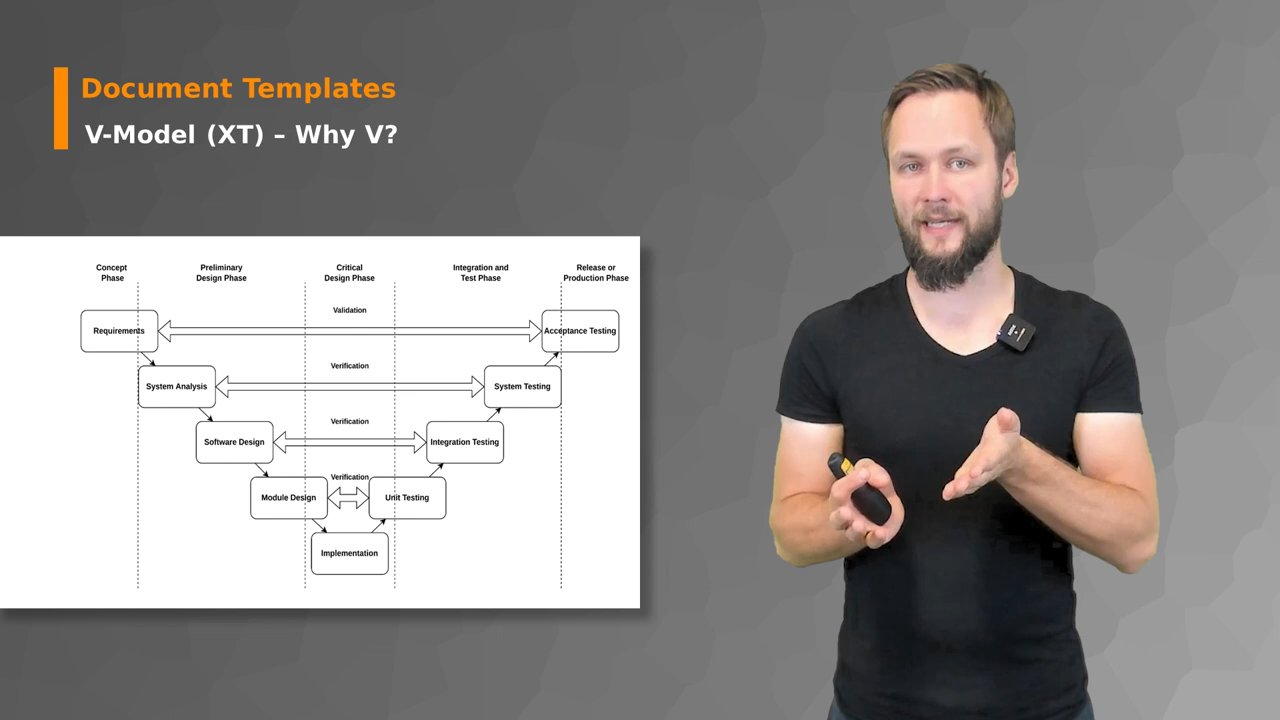 Document Templates
V-Model (XT) – Why V?
Concept
Phase
Preliminary
Design Phase
Critical
Design Phase
Integration and
Test Phase
Release or
Production Phase
Validation
Requirements
Acceptance Testing
Verification
System Analysis
System Testing
Verification
Software Design
Integration Testing
Verification
Module Design
Unit Testing
Implementation